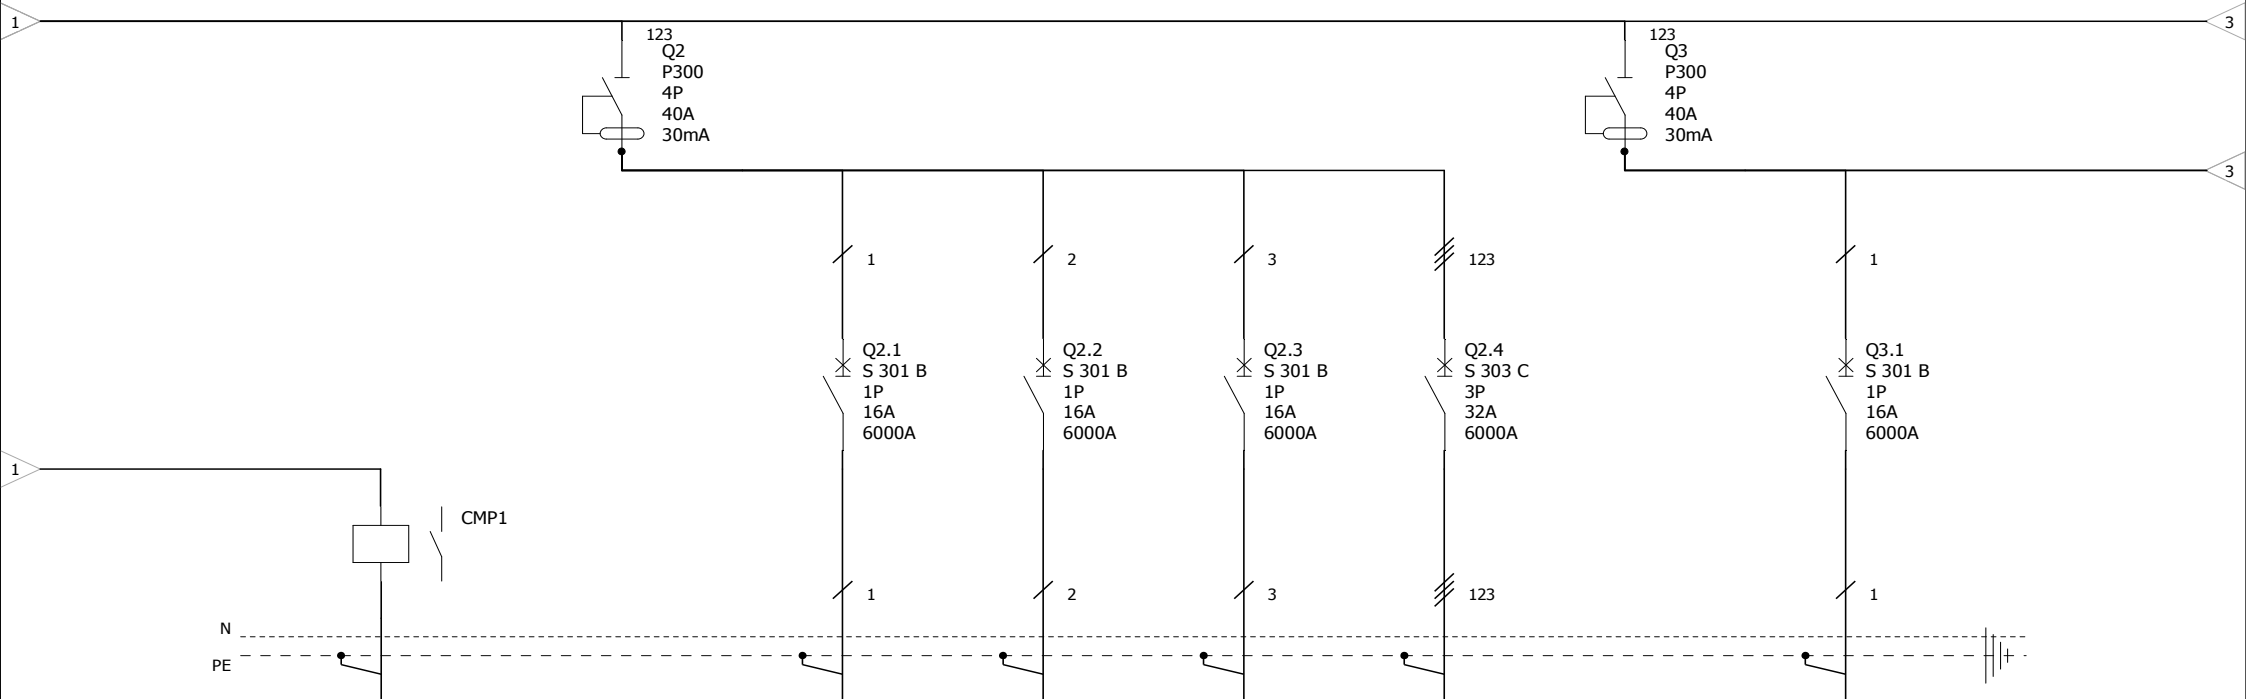 1
3
123
Q2
P300
4P
40A
30mA
123
Q3
P300
4P
40A
30mA
3
1
2
3
123
1
Q2.1
S 301 B
1P
16A
6000A
Q2.2
S 301 B
1P
16A
6000A
Q2.3
S 301 B
1P
16A
6000A
Q2.4
S 303 C
3P
32A
6000A
Q3.1
S 301 B
1P
16A
6000A
1
CMP1
1
2
3
123
1
N
PE